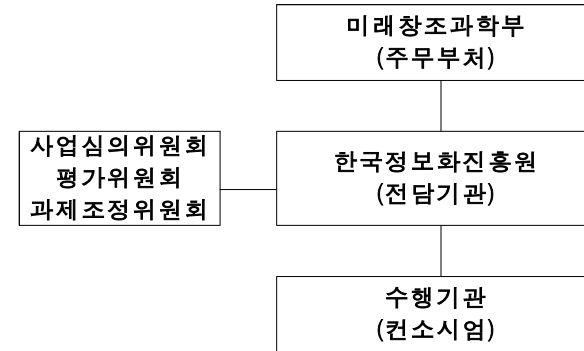 미래창조과학부
(주무부처)
사업심의위원회
평가위원회
과제조정위원회
한국정보화진흥원
(전담기관)
수행기관
(컨소시엄)